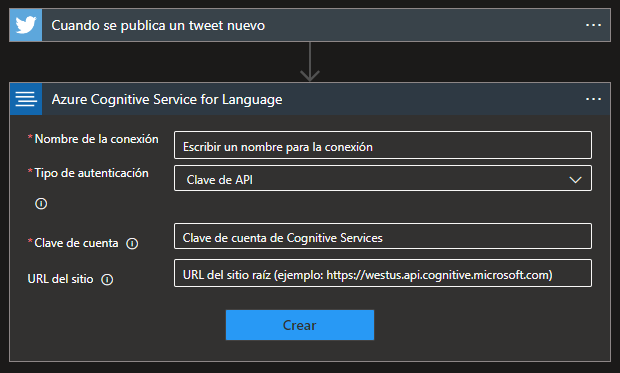 Cuando se publica un tweet nuevo
Azure Cognitive Service for Language
*Nombre de la conexión
Escribir un nombre para la conexión
*Tipo de autenticación
Clave de API
*Clave de cuenta
Clave de cuenta de Cognitive Services
URL del sitio
URL del sitio raíz (ejemplo: https://westus.api.cognitive.microsoft.com)
Crear